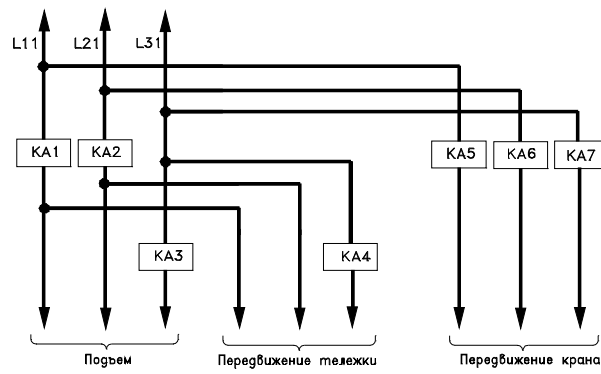 L11 L21 L31
KA1 KA2 KA5 KA6 KA7
KA3 KA4
Подъем Передвижение тележки Передвижение крана